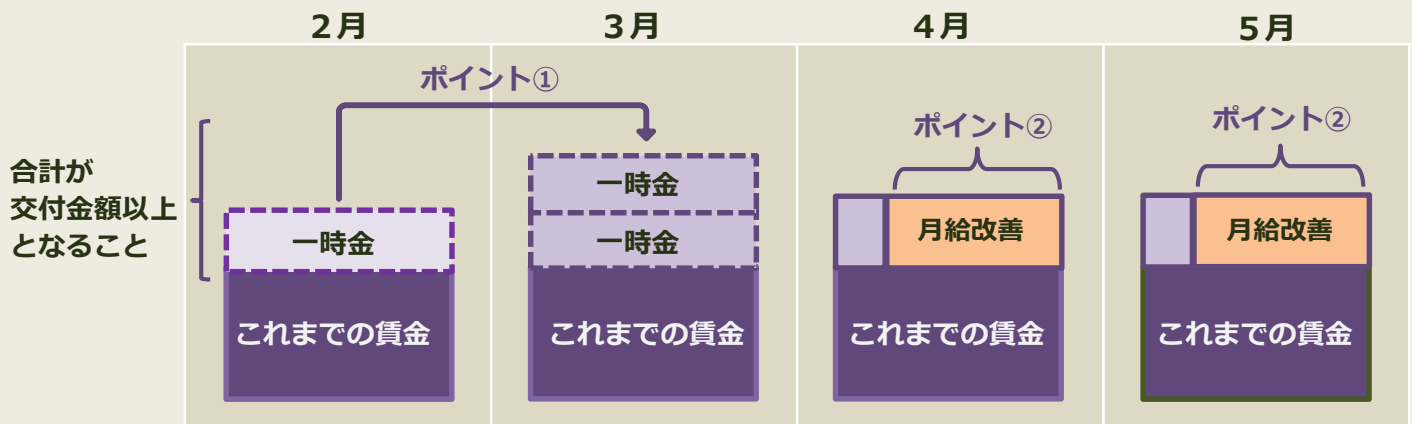 ２月
３月
４月
５月
ポイント①
ポイント②
ポイント②
合計が
交付金額以上
となること
一時金
一時金
一時金
月給改善
月給改善
これまでの賃金
これまでの賃金
これまでの賃金
これまでの賃金